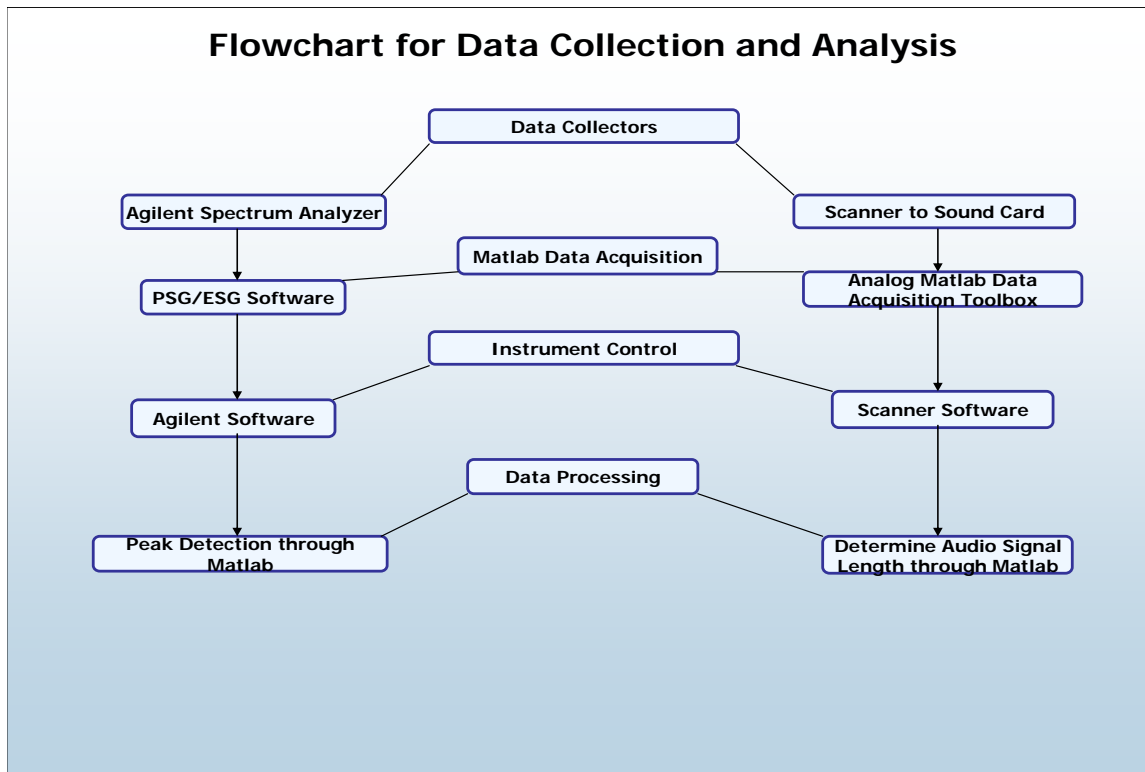 Flowchart for Data Collection and Analysis
Data Collectors
Agilent Spectrum Analyzer
Scanner to Sound Card
Matlab Data Acquisition
PSG/ESG Software
Analog Matlab Data
Acquisition Toolbox
Instrument Control
Agilent Software
Scanner Software
Data Processing
Peak Detection through
Matlab
Determine Audio Signal
Length through Matlab